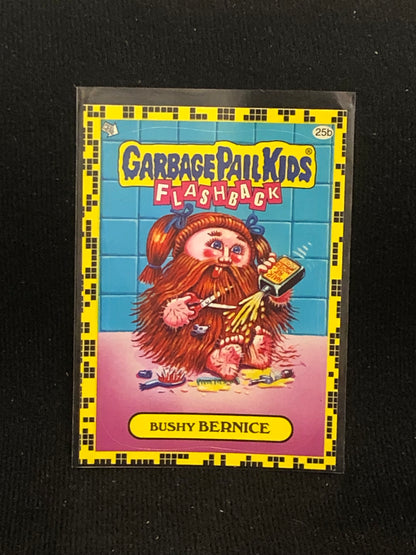 25b
GARBAGE PAIL KIDS®
FLASHBACK
BUSHY BERNICE